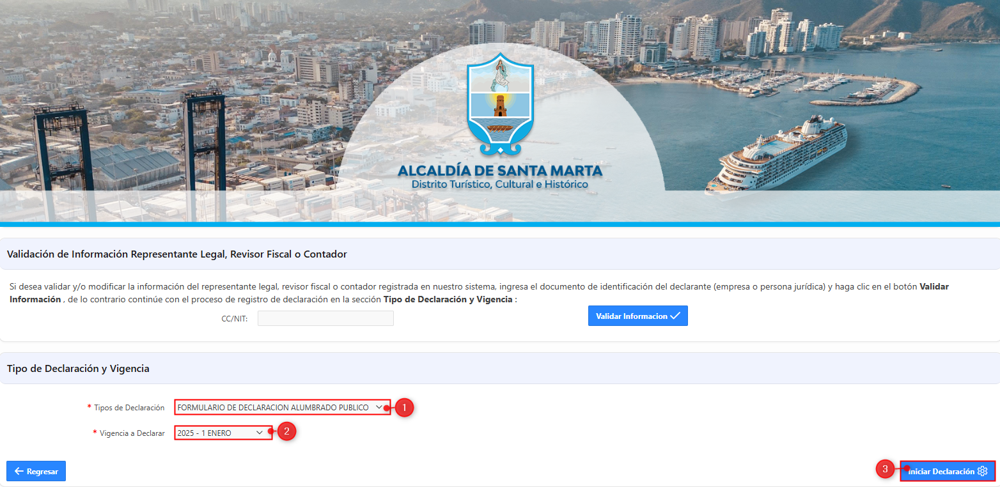 ALCALDÍA DE SANTA MARTA
Distrito Turístico, Cultural e Histórico
Validación de Información Representante Legal, Revisor Fiscal o Contador
Si desea validar y/o modificar la información del representante legal, revisor fiscal o contador registrada en nuestro sistema, ingresa el documento de identificación del declarante (empresa o persona jurídica) y haga clic en el botón Validar
Información , de lo contrario continúe con el proceso de registro de declaración en la sección Tipo de Declaración y Vigencia :
CC/NIT:
Validar Informacion
Tipo de Declaración y Vigencia
* Tipos de Declaración FORMULARIO DE DECLARACION ALUMBRADO PUBLICO 1
* Vigencia a Declarar 2025 - 1 ENERO 2
Regresar
3 Iniciar Declaración